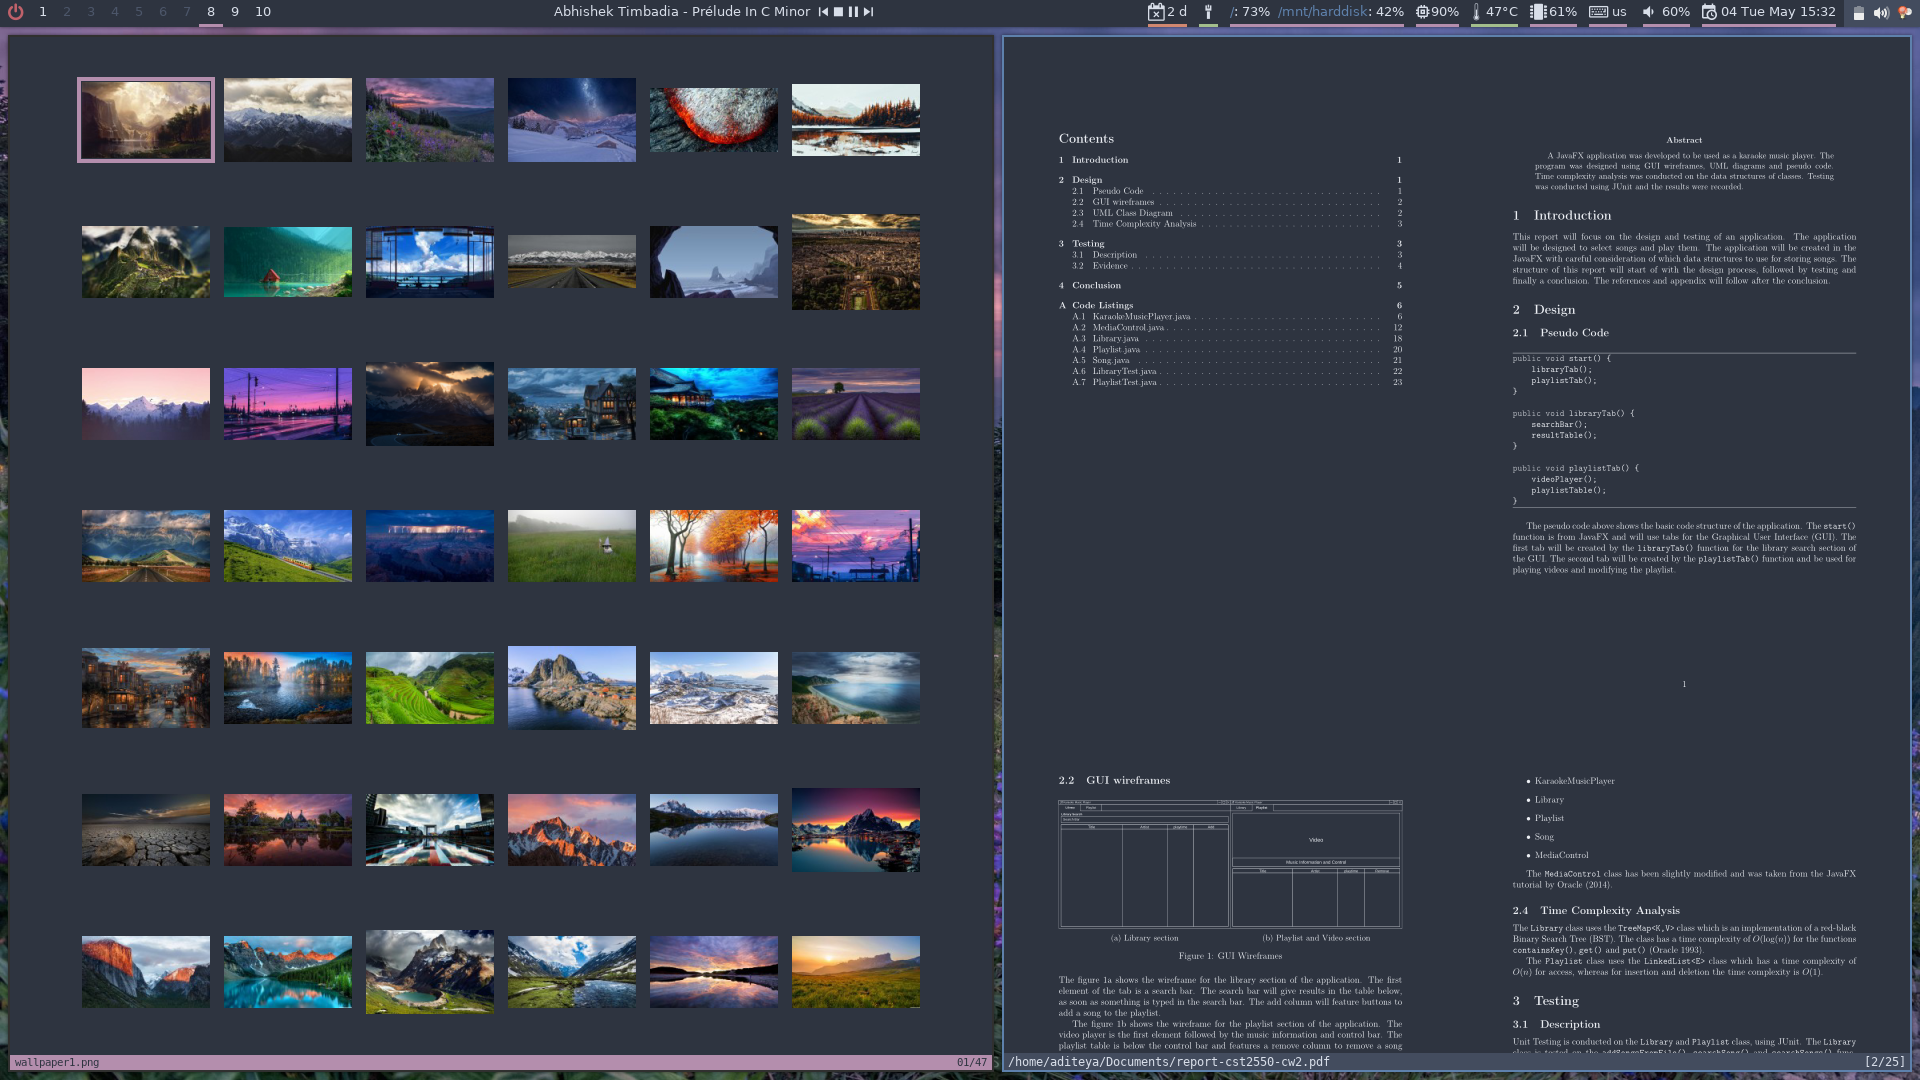 1 2 3 4 5 6 7 8 9 10
Abhishek Timbadia - Prélude In C Minor
2 d
/: 73% /mnt/harddisk: 42%
90%
47°C
61%
us
60%
04 Tue May 15:32
wallpaper1.png 01/47
Contents
1 Introduction 1
2 Design 1
2.1 Pseudo Code 1
2.2 GUI wireframes 2
2.3 UML Class Diagram 2
2.4 Time Complexity Analysis 3
3 Testing 3
3.1 Description 3
3.2 Evidence 4
4 Conclusion 5
A Code Listings 6
A.1 KaraokeMusicPlayer.java 6
A.2 MediaControl.java 12
A.3 Library.java 18
A.4 Playlist.java 20
A.5 Song.java 21
A.6 LibraryTest.java 22
A.7 PlaylistTest.java 23
Abstract
A JavaFX application was developed to be used as a karaoke music player. The
program was designed using GUI wireframes, UML diagrams and pseudo code.
Time complexity analysis was conducted on the data structures of classes. Testing
was conducted using JUnit and the results were recorded.
1 Introduction
This report will focus on the design and testing of an application. The application
will be designed to select songs and play them. The application will be created in the
JavaFX with careful consideration of which data structures to use for storing songs. The
structure of this report will start of with the design process, followed by testing and
finally a conclusion. The references and appendix will follow after the conclusion.
2 Design
2.1 Pseudo Code
public void start() {
libraryTab();
playlistTab();
}
public void libraryTab() {
searchBar();
resultTable();
}
public void playlistTab() {
videoPlayer();
playlistTable();
}
The pseudo code above shows the basic code structure of the application. The start()
function is from JavaFX and will use tabs for the Graphical User Interface (GUI). The
first tab will be created by the libraryTab() function for the library search section of
the GUI. The second tab will be created by the playlistTab() function and be used for
playing videos and modifying the playlist.
1
2.2 GUI wireframes
Video
Music Information and Control
(a) Library section
(b) Playlist and Video section
Figure 1: GUI Wireframes
The figure 1a shows the wireframe for the library section of the application. The first
element of the tab is a search bar. The search bar will give results in the table below,
as soon as something is typed in the search bar. The add column will feature buttons to
add a song to the playlist.
The figure 1b shows the wireframe for the playlist section of the application. The
video player is the first element followed by the music information and control bar. The
playlist table is below the control bar and features a remove column to remove a song
• KaraokeMusicPlayer
• Library
• Playlist
• Song
• MediaControl
The MediaControl class has been slightly modified and was taken from the JavaFX
tutorial by Oracle (2014).
2.4 Time Complexity Analysis
The Library class uses the TreeMap<K,V> class which is an implementation of a red-black
Binary Search Tree (BST). The class has a time complexity of O(log(n)) for the functions
containsKey(), get() and put() (Oracle 1993).
The Playlist class uses the LinkedList<E> class which has a time complexity of
O(n) for access, whereas for insertion and deletion the time complexity is O(1).
3 Testing
3.1 Description
Unit Testing is conducted on the Library and Playlist class, using JUnit. The Library
/home/aditeya/Documents/report-cst2550-cw2.pdf [2/25]